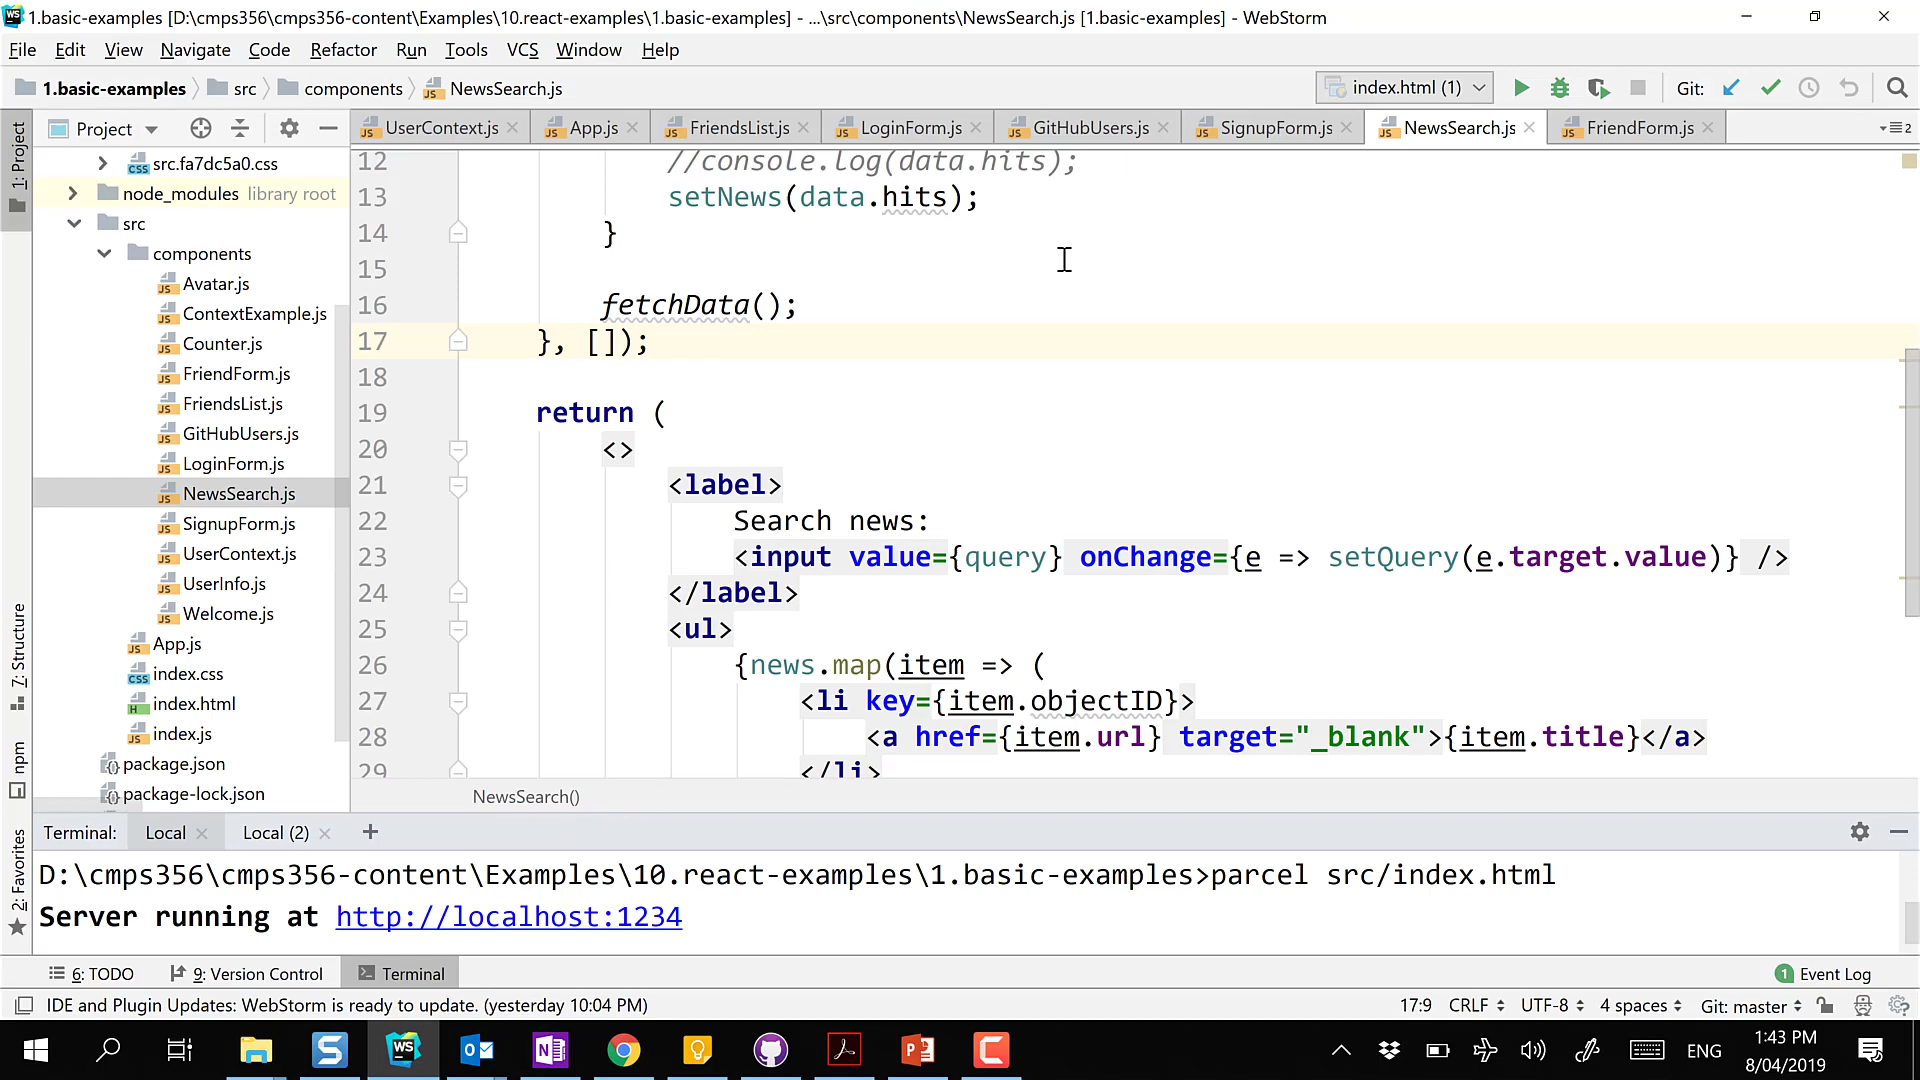 1.basic-examples [D:\cmps356\cmps356-content\Examples\10.react-examples\1.basic-examples] - ...\src\components\NewsSearch.js [1.basic-examples] - WebStorm
File Edit View Navigate Code Refactor Run Tools VCS Window Help
1.basic-examples src components NewsSearch.js index.html (1) Git:
1: Project
Project
UserContext.js App.js FriendsList.js LoginForm.js GitHubUsers.js SignupForm.js NewsSearch.js FriendForm.js 2
src.fa7dc5a0.css
node_modules library root
src
components
Avatar.js
ContextExample.js
Counter.js
FriendForm.js
FriendsList.js
GitHubUsers.js
LoginForm.js
NewsSearch.js
SignupForm.js
UserContext.js
UserInfo.js
Welcome.js
App.js
index.css
index.html
index.js
package.json
package-lock.json
12 //console.log(data.hits);
13 setNews(data.hits);
14 }
15
16 fetchData();
17 }, []);
18
19 return (
20 <>
21 <label>
22 Search news:
23 <input value={query} onChange={e => setQuery(e.target.value)} />
24 </label>
25 <ul>
26 {news.map(item => (
27 <li key={item.objectID}>
28 <a href={item.url} target="_blank">{item.title}</a>
29 </li>
NewsSearch()
7: Structure
npm
2: Favorites
Terminal: Local Local (2)
D:\cmps356\cmps356-content\Examples\10.react-examples\1.basic-examples>parcel src/index.html
Server running at http://localhost:1234
6: TODO 9: Version Control Terminal 1 Event Log
IDE and Plugin Updates: WebStorm is ready to update. (yesterday 10:04 PM) 17:9 CRLF UTF-8 4 spaces Git: master
ENG 1:43 PM
8/04/2019